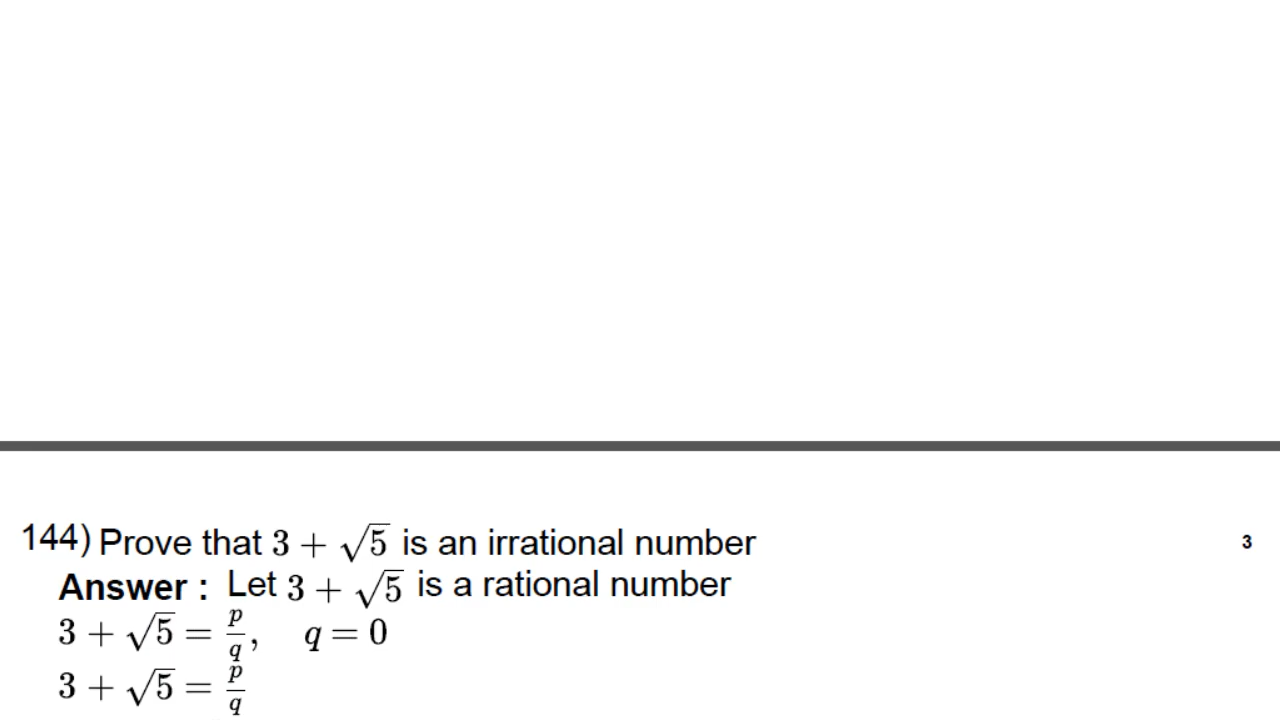 144) Prove that 3 + √5 is an irrational number 3
Answer : Let 3 + √5 is a rational number
3 + √5 = p/q, q = 0
3 + √5 = p/q